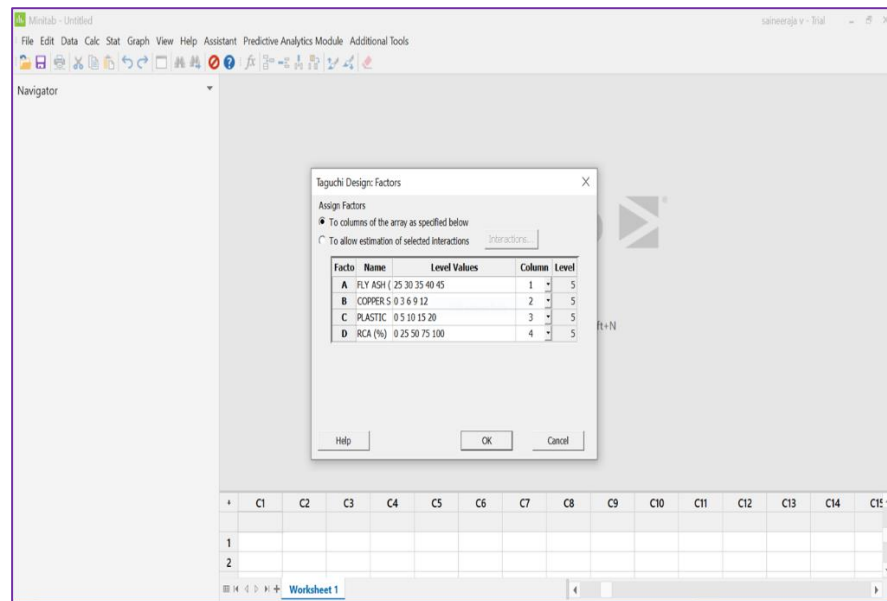 Minitab - Untitled
saineeraja v - Trial
File Edit Data Calc Stat Graph View Help Assistant Predictive Analytics Module Additional Tools
Navigator
Taguchi Design: Factors
Assign Factors
To columns of the array as specified below
To allow estimation of selected interactions Interactions...
Facto Name Level Values Column Level
A FLY ASH ( 25 30 35 40 45 1 5
B COPPER S 0 3 6 9 12 2 5
C PLASTIC 0 5 10 15 20 3 5
D RCA (%) 0 25 50 75 100 4 5
ft+N
Help OK Cancel
C1 C2 C3 C4 C5 C6 C7 C8 C9 C10 C11 C12 C13 C14 C15
1
2
Worksheet 1